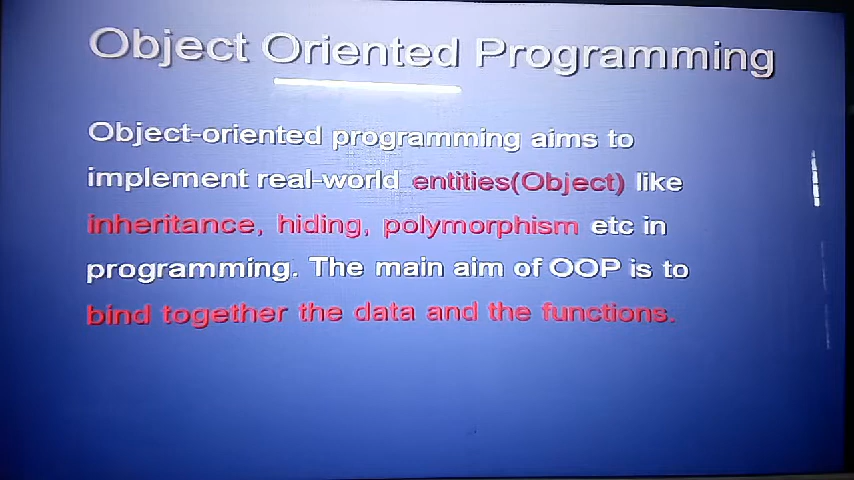 Object Oriented Programming
Object-oriented programming aims to
implement real-world entities(Object) like
inheritance, hiding, polymorphism etc in
programming. The main aim of OOP is to
bind together the data and the functions.